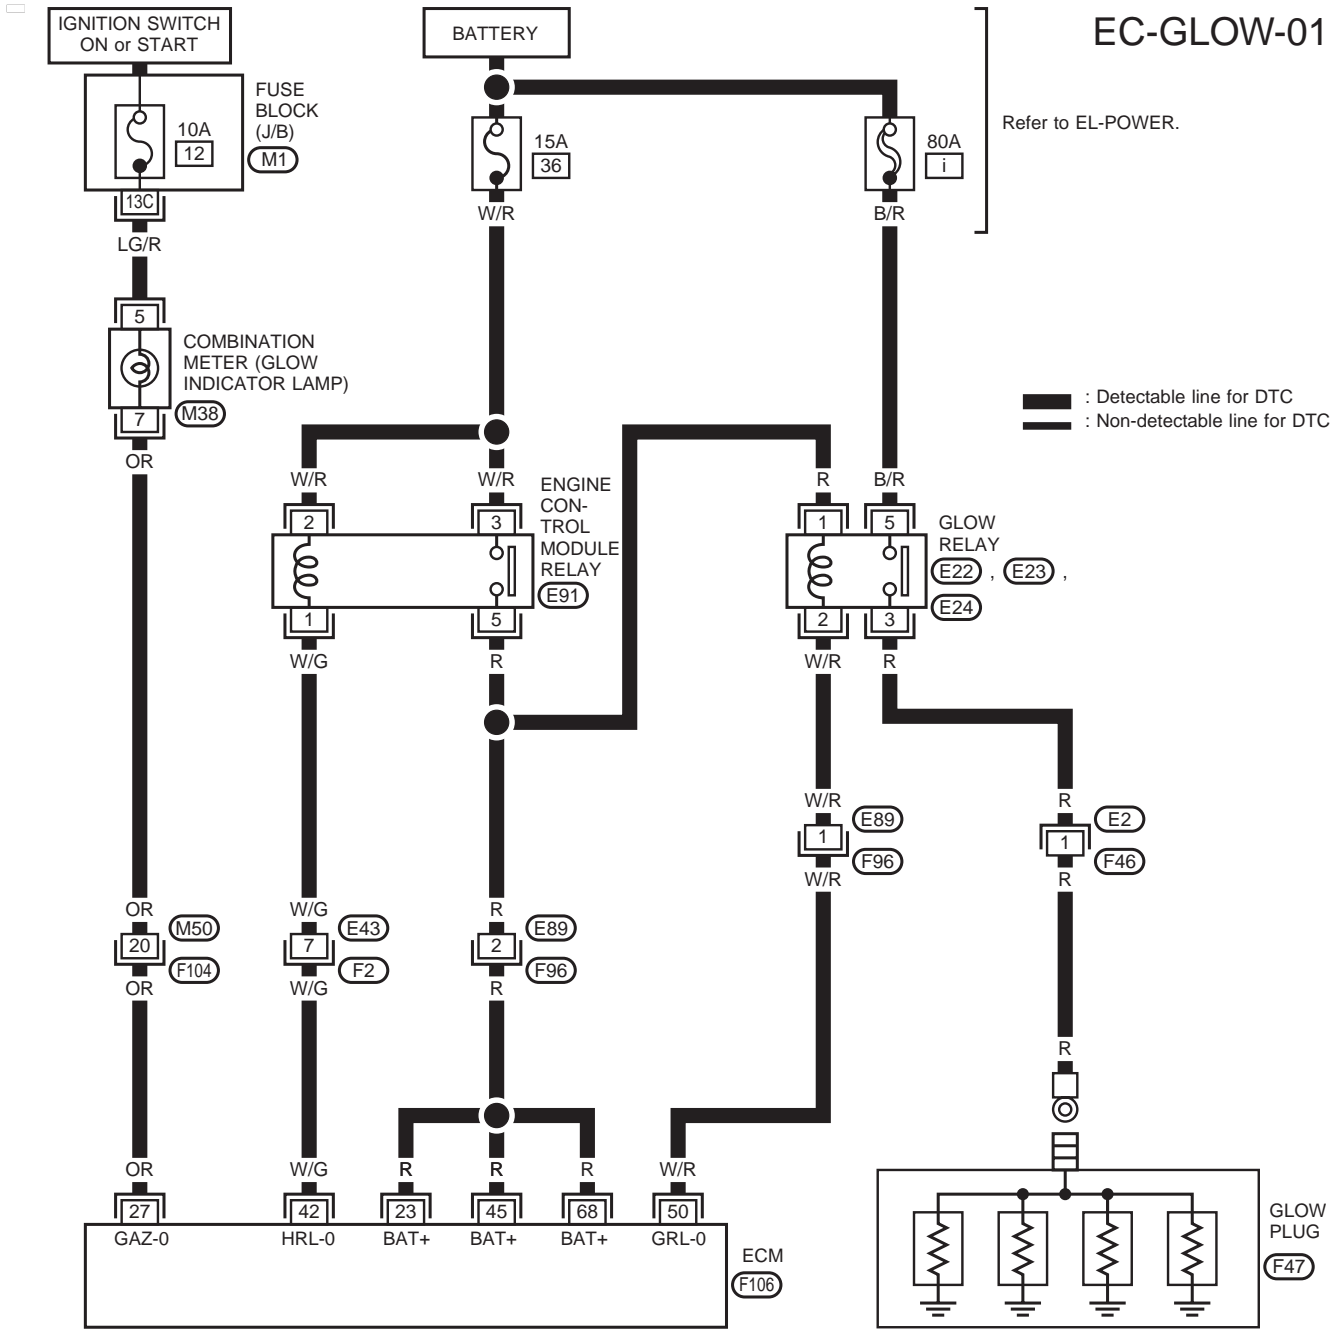 EC-GLOW-01
IGNITION SWITCH
ON or START
BATTERY
FUSE
BLOCK
(J/B)
M1
10A
12
15A
36
80A
i
Refer to EL-POWER.
13C
LG/R
W/R
B/R
5
COMBINATION
METER (GLOW
INDICATOR LAMP)
M38
7
OR
: Detectable line for DTC
: Non-detectable line for DTC
W/R
W/R
R
B/R
2
3
1
5
ENGINE
CON-
TROL
MODULE
RELAY
E91
GLOW
RELAY
E22 , E23 ,
E24
1
5
2
3
W/G
R
W/R
R
W/R
R
1
E89
F96
1
E2
F46
W/R
R
OR
W/G
R
20
M50
F104
7
E43
F2
2
E89
F96
OR
W/G
R
R
OR
W/G
R
R
R
W/R
27
42
23
45
68
50
GAZ-0
HRL-0
BAT+
BAT+
BAT+
GRL-0
ECM
F106
GLOW
PLUG
F47